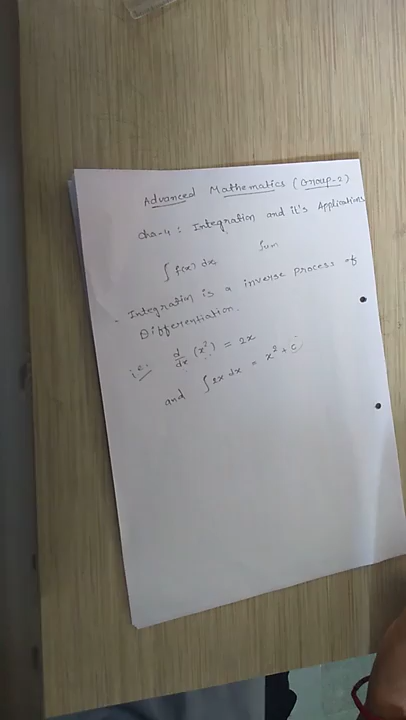 Advanced Mathematics (Group-2)
cha-4: Integration and it's Applications
sum
∫ f(x) dx
- Integration is a inverse process of
Differentiation.
i.e. d/dx (x²) = 2x
and ∫ 2x dx = x² + c